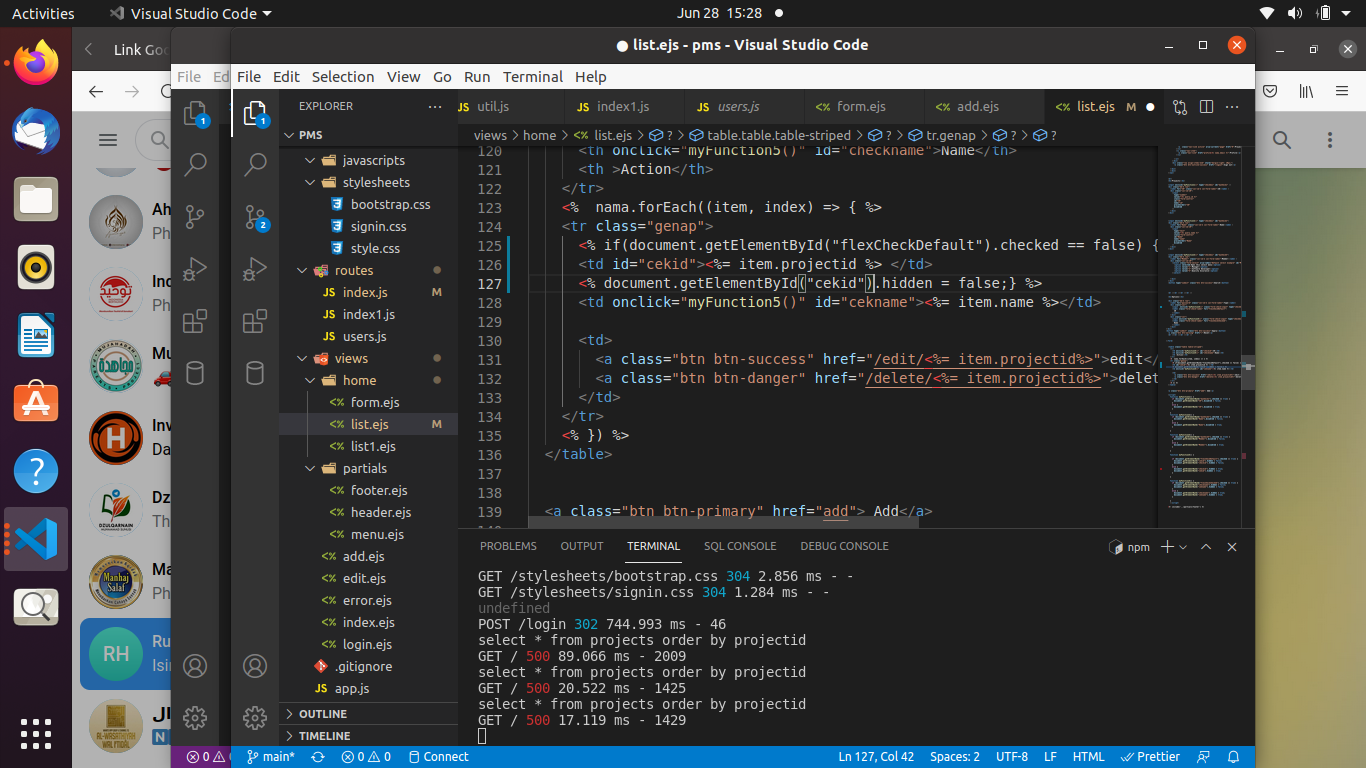 Activities
Visual Studio Code
Jun 28 15:28
Link Goo
File Ed
● list.ejs - pms - Visual Studio Code
File Edit Selection View Go Run Terminal Help
EXPLORER
PMS
javascripts
stylesheets
bootstrap.css
signin.css
style.css
routes
index.js M
index1.js
users.js
views
home
form.ejs
list.ejs M
list1.ejs
partials
footer.ejs
header.ejs
menu.ejs
add.ejs
edit.ejs
error.ejs
index.ejs
login.ejs
.gitignore
app.js
OUTLINE
TIMELINE
util.js
index1.js
users.js
form.ejs
add.ejs
list.ejs M
views > home > list.ejs > ? > table.table.table-striped > ? > tr.genap > ? > ?
120 <th onclick="myFunction5()" id="checkname">Name</th>
121 <th >Action</th>
122 </tr>
123 <%  nama.forEach((item, index) => { %>
124 <tr class="genap">
125 <% if(document.getElementById("flexCheckDefault").checked == false) {
126 <td id="cekid"><%= item.projectid %> </td>
127 <% document.getElementById("cekid").hidden = false;} %>
128 <td onclick="myFunction5()" id="cekname"><%= item.name %></td>
129
130 <td>
131 <a class="btn btn-success" href="/edit/<%= item.projectid%>">edit</
132 <a class="btn btn-danger" href="/delete/<%= item.projectid%>">delet
133 </td>
134 </tr>
135 <% }) %>
136 </table>
137
138
139 <a class="btn btn-primary" href="add"> Add</a>
PROBLEMS OUTPUT TERMINAL SQL CONSOLE DEBUG CONSOLE
npm
GET /stylesheets/bootstrap.css 304 2.856 ms - -
GET /stylesheets/signin.css 304 1.284 ms - -
undefined
POST /login 302 744.993 ms - 46
select * from projects order by projectid
GET / 500 89.066 ms - 2009
select * from projects order by projectid
GET / 500 20.522 ms - 1425
select * from projects order by projectid
GET / 500 17.119 ms - 1429
main*
0 0
Connect
Ln 127, Col 42
Spaces: 2
UTF-8
LF
HTML
Prettier
Ah
Ph
Ind
Ph
Mu
Inv
Da
Dz
Ph
Ma
Ph
RH
Ru
Isin